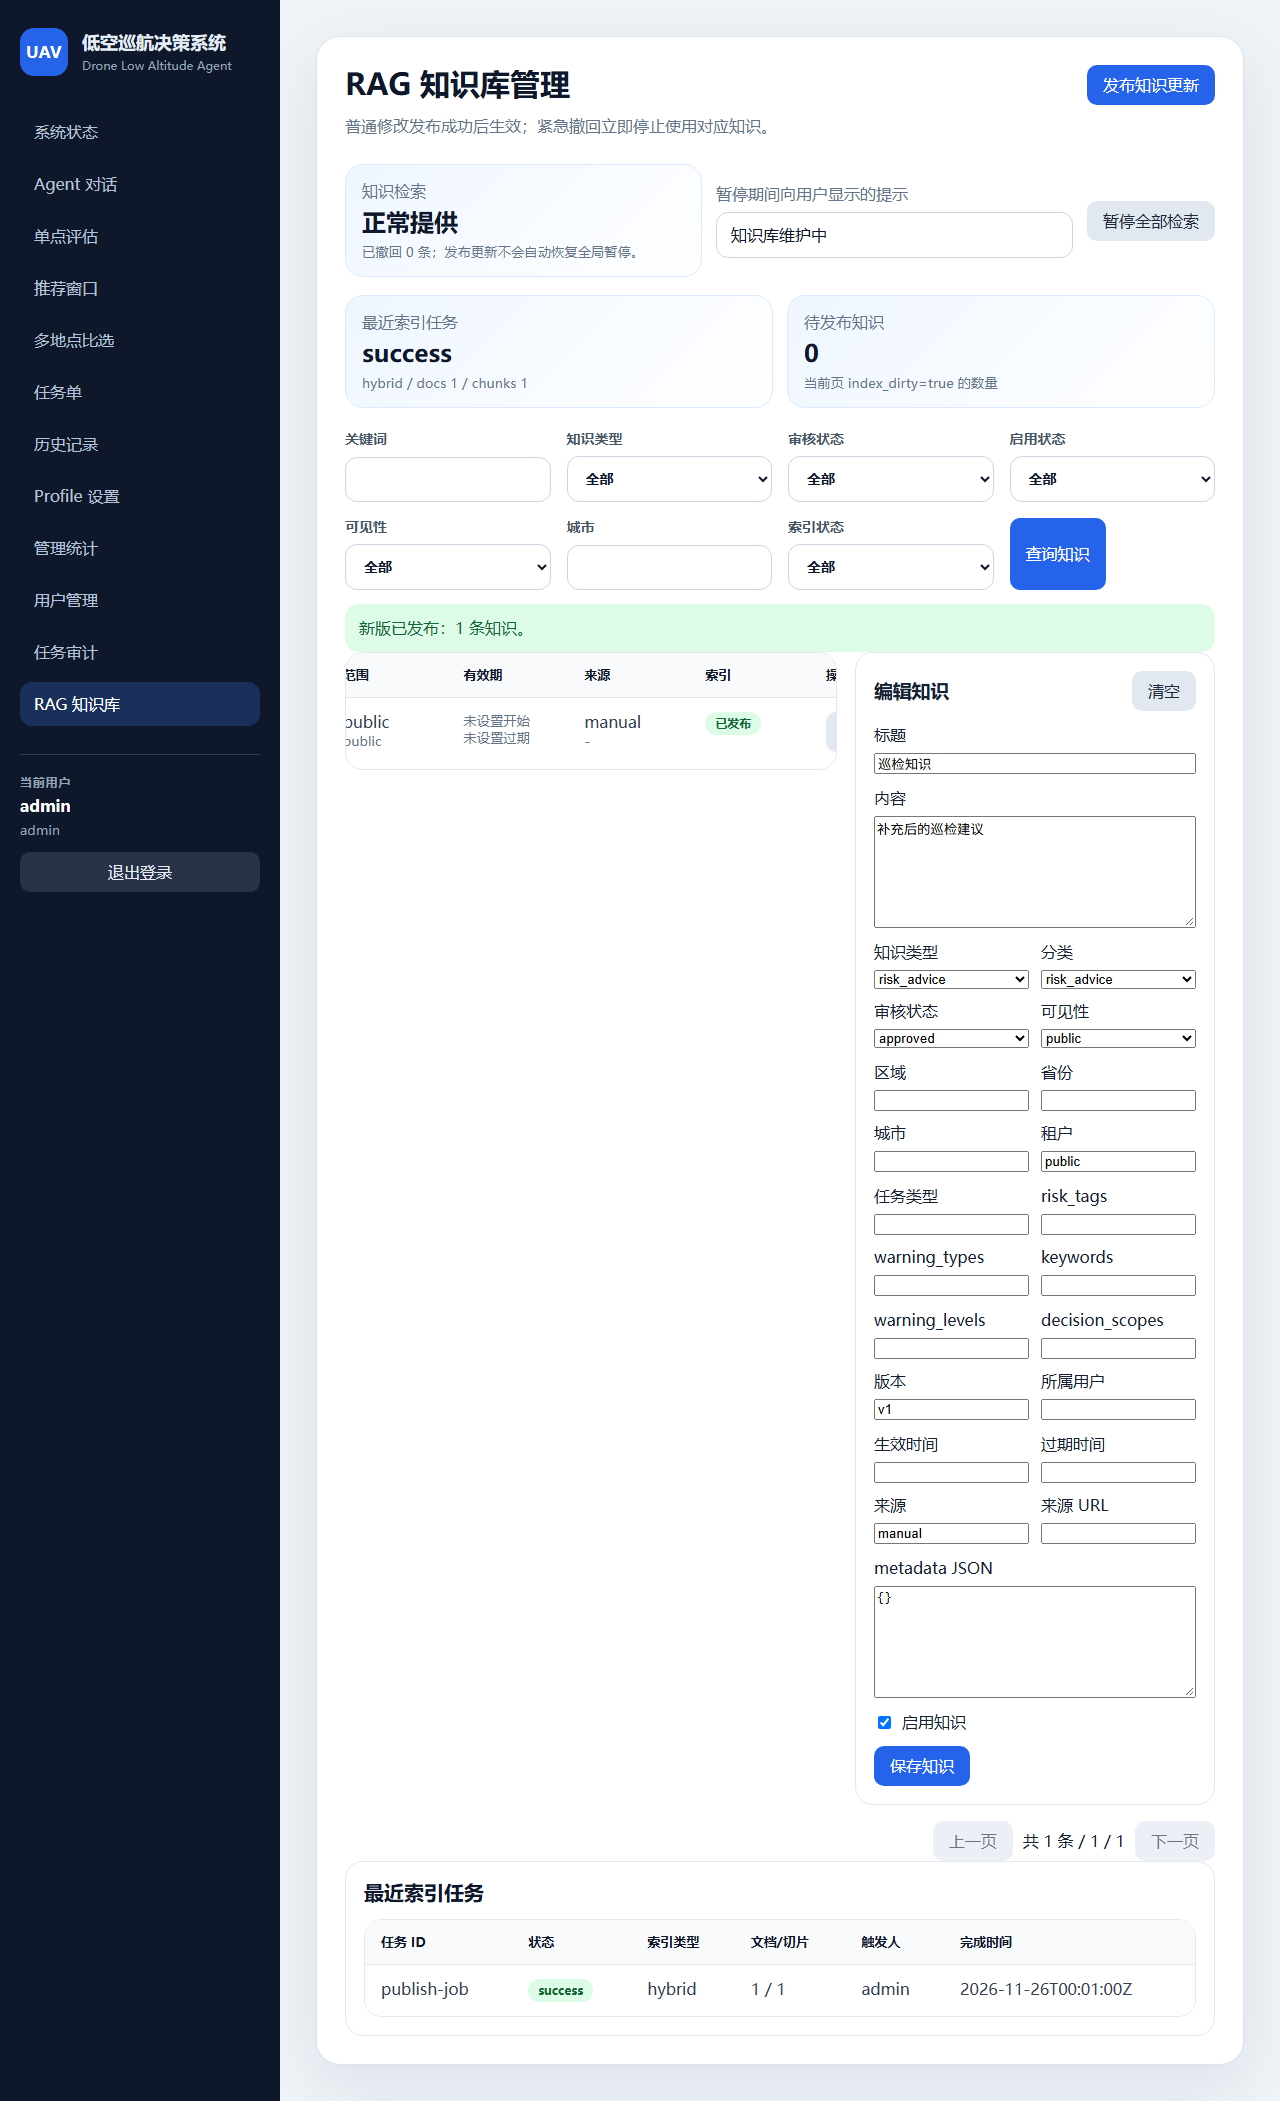 UAV
低空巡航决策系统
Drone Low Altitude Agent
系统状态
Agent 对话
单点评估
推荐窗口
多地点比选
任务单
历史记录
Profile 设置
管理统计
用户管理
任务审计
RAG 知识库
当前用户
admin
admin
退出登录
RAG 知识库管理
发布知识更新
普通修改发布成功后生效；紧急撤回立即停止使用对应知识。
知识检索
正常提供
已撤回 0 条；发布更新不会自动恢复全局暂停。
暂停期间向用户显示的提示
知识库维护中
暂停全部检索
最近索引任务
success
hybrid / docs 1 / chunks 1
待发布知识
0
当前页 index_dirty=true 的数量
关键词 知识类型 审核状态 启用状态
全部 全部 全部
可见性 城市 索引状态
全部 全部 查询知识
新版已发布：1 条知识。
范围 有效期 来源 索引
public 未设置开始 manual 已发布
public 未设置过期 -
编辑知识
清空
标题
巡检知识
内容
补充后的巡检建议
知识类型 分类
risk_advice risk_advice
审核状态 可见性
approved public
区域 省份
城市 租户
public
任务类型 risk_tags
warning_types keywords
warning_levels decision_scopes
版本 所属用户
v1
生效时间 过期时间
来源 来源 URL
manual
metadata JSON
{}
启用知识
保存知识
上一页 共 1 条 / 1 / 1 下一页
最近索引任务
任务 ID 状态 索引类型 文档/切片 触发人 完成时间
publish-job success hybrid 1 / 1 admin 2026-11-26T00:01:00Z